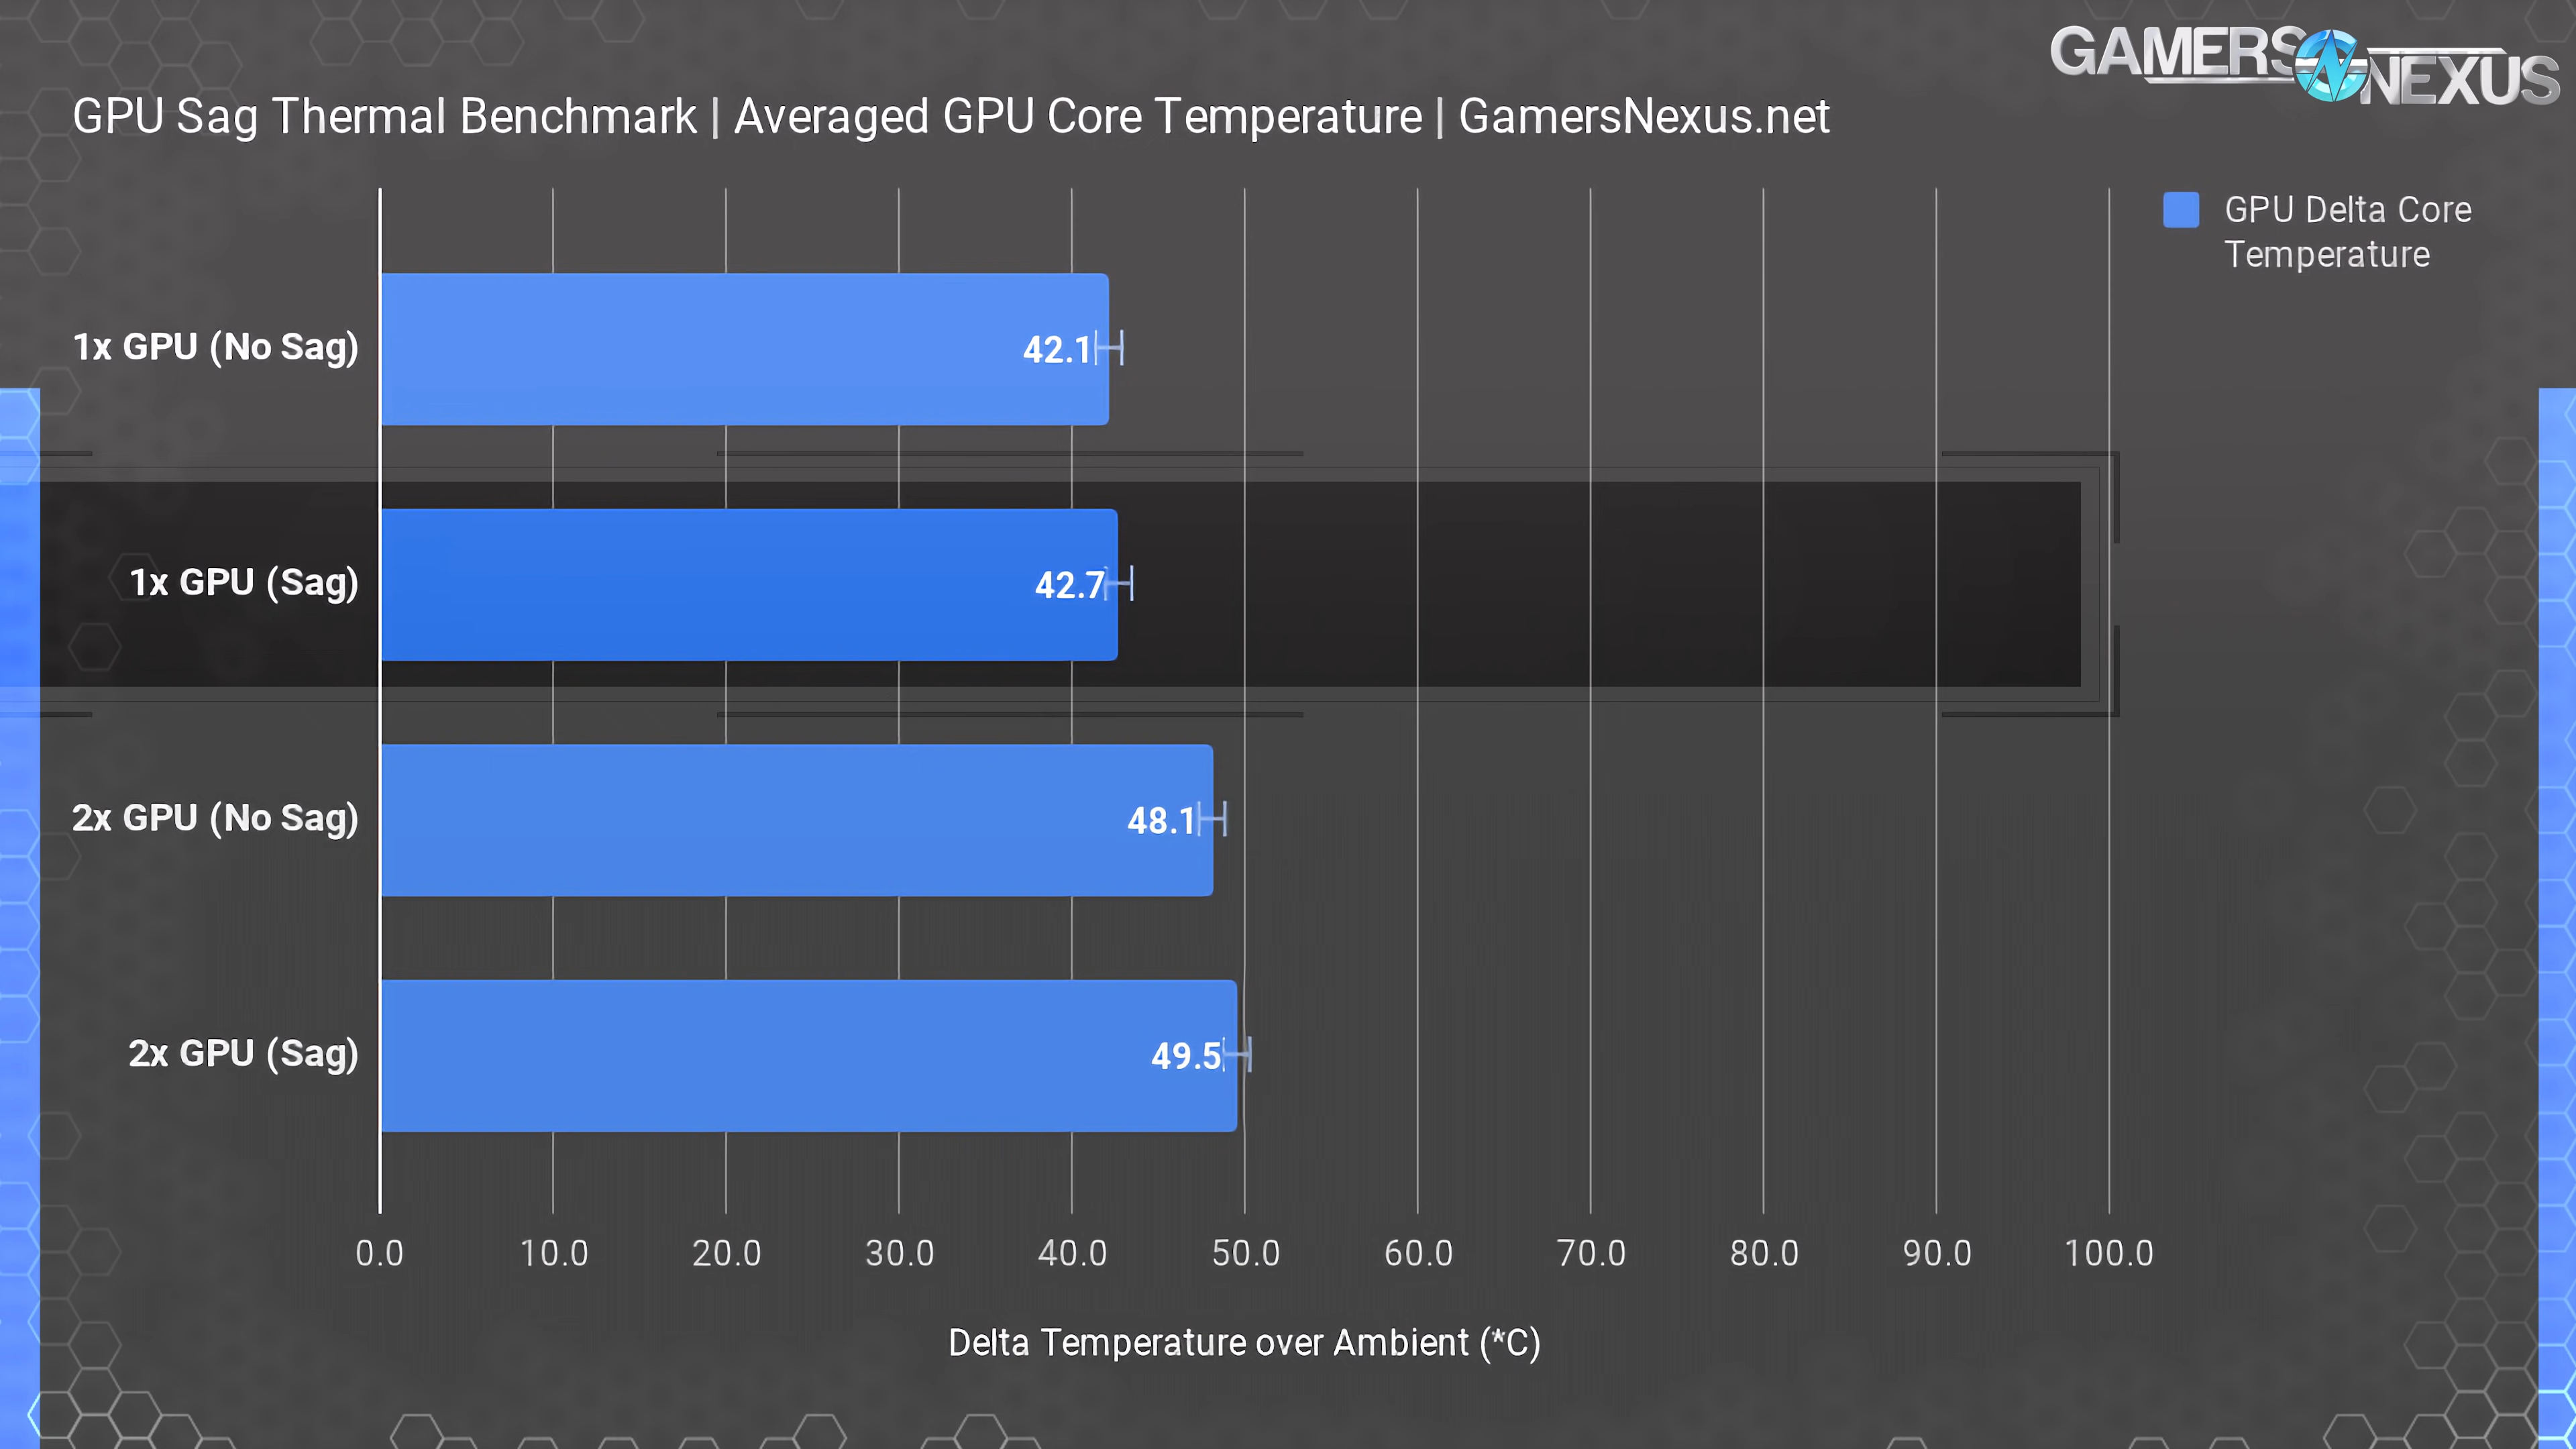 GAMERS NEXUS
GPU Sag Thermal Benchmark | Averaged GPU Core Temperature | GamersNexus.net
GPU Delta Core
Temperature
1x GPU (No Sag)
42.1
1x GPU (Sag)
42.7
2x GPU (No Sag)
48.1
2x GPU (Sag)
49.5
0.0 10.0 20.0 30.0 40.0 50.0 60.0 70.0 80.0 90.0 100.0
Delta Temperature over Ambient (*C)